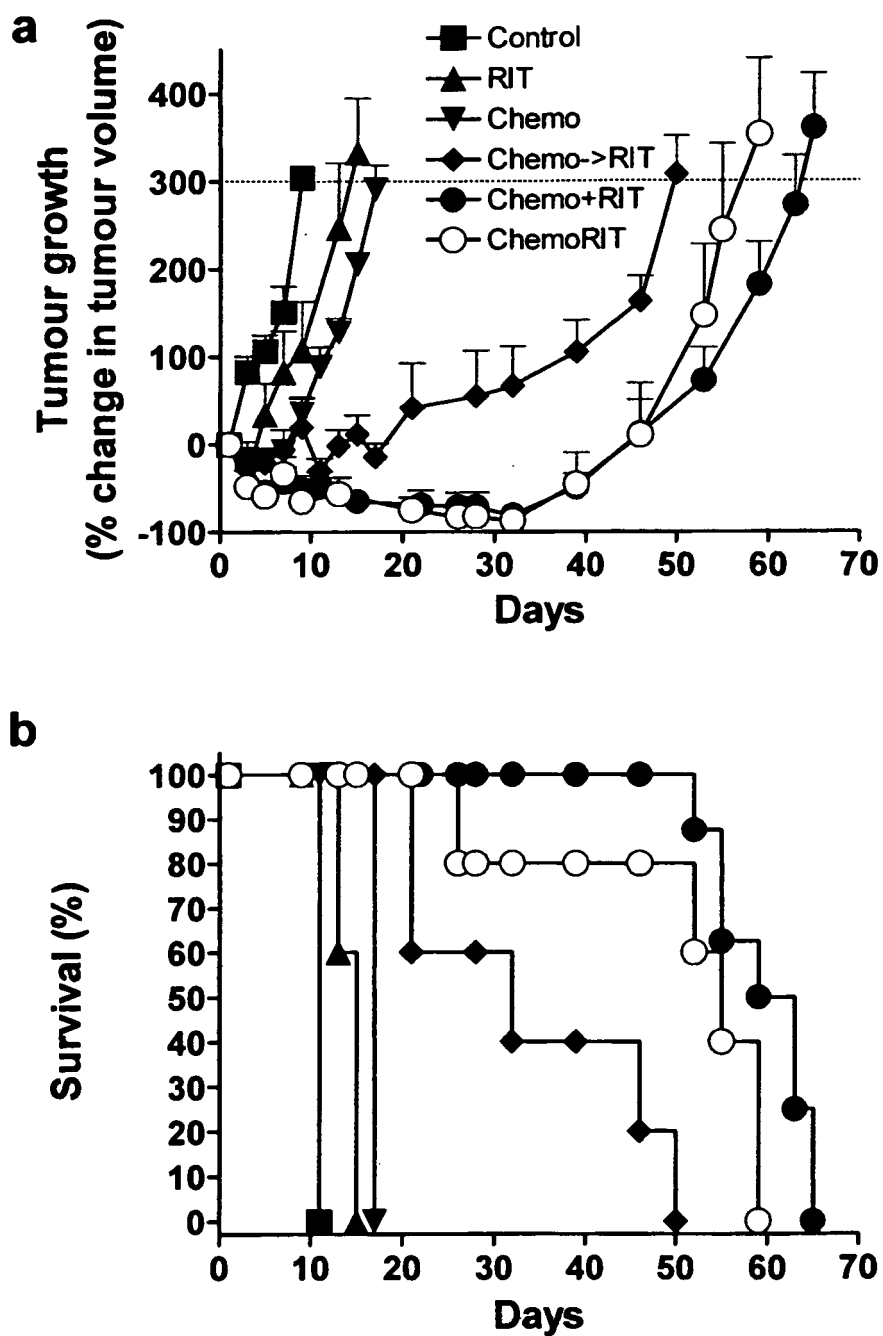 a
Control
RIT
Chemo
Chemo->RIT
Chemo+RIT
ChemoRIT
Tumour growth
(% change in tumour volume)
400
300
200
100
0
-100
0 10 20 30 40 50 60 70
Days
b
Survival (%)
100
90
80
70
60
50
40
30
20
10
0
0 10 20 30 40 50 60 70
Days